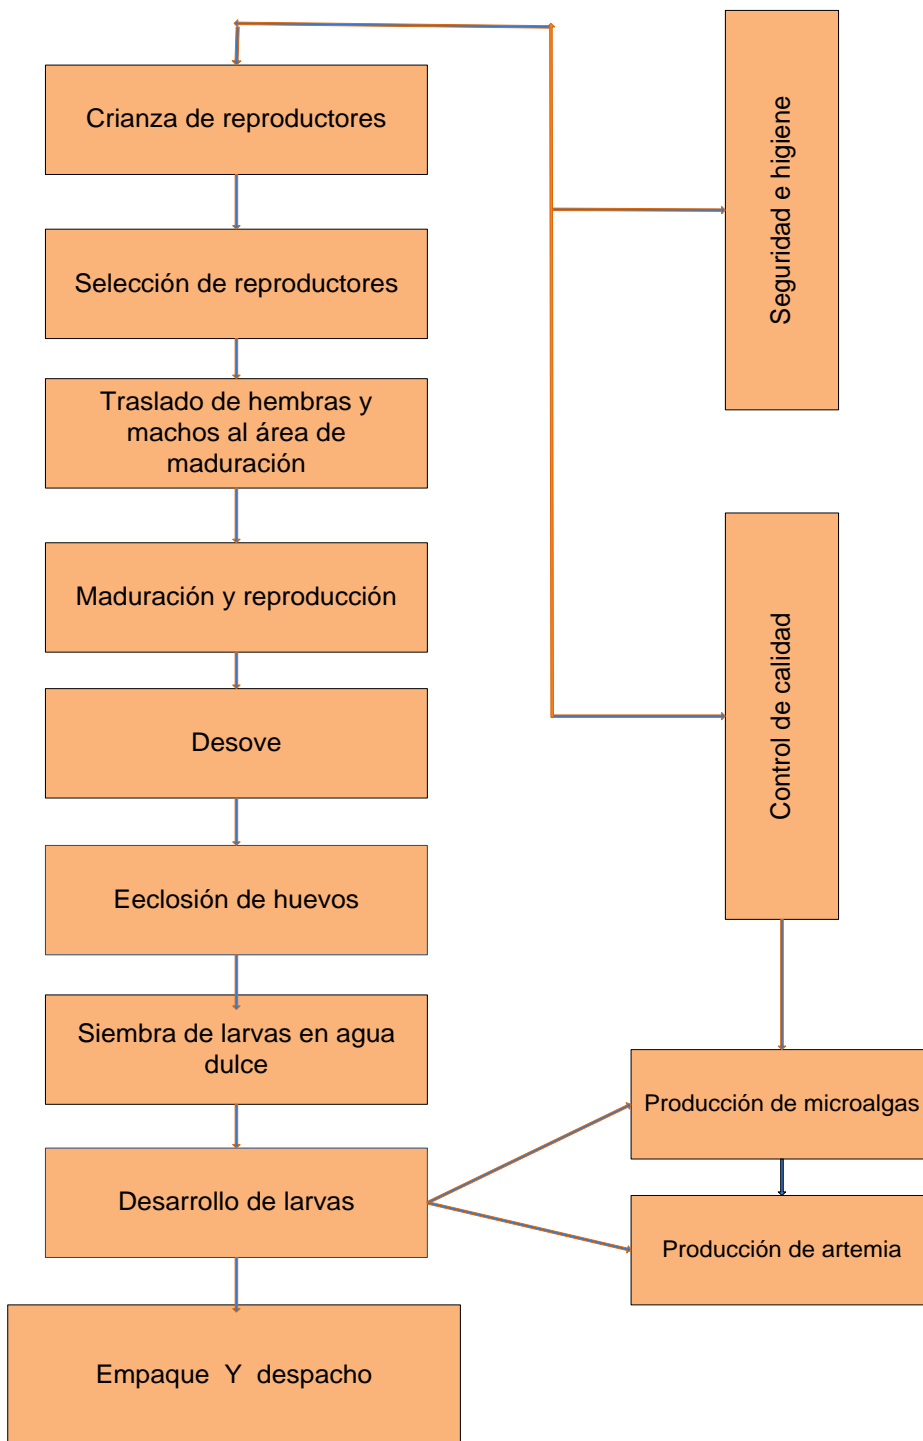 Crianza de reproductores
Selección de reproductores
Traslado de hembras y
machos al área de
maduración
Maduración y reproducción
Desove
Eeclosión de huevos
Siembra de larvas en agua
dulce
Desarrollo de larvas
Empaque Y despacho
Seguridad e higiene
Control de calidad
Producción de microalgas
Producción de artemia